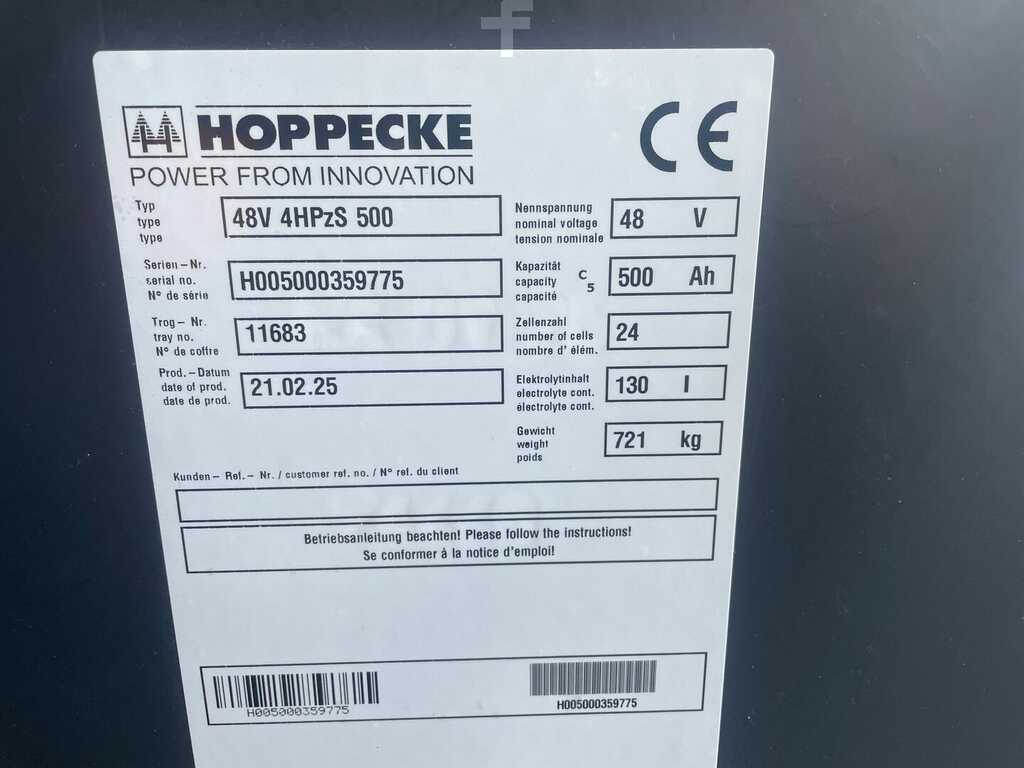 HOPPECKE
POWER FROM INNOVATION
CE
Typ
type
type
48V 4HPzS 500
Serien-Nr.
serial no.
N° de série
H005000359775
Trog-Nr.
tray no.
N° de coffre
11683
Prod.-Datum
date of prod.
date de prod.
21.02.25
Nennspannung
nominal voltage
tension nominale
48 V
Kapazität
capacity C5
capacité
500 Ah
Zellenzahl
number of cells
nombre d' élém.
24
Elektrolytinhalt
electrolyte cont.
électrolyte cont.
130 l
Gewicht
weight
poids
721 kg
Kunden-Ref.-Nr. / customer ref. no. / N° ref. du client
Betriebsanleitung beachten! Please follow the instructions!
Se conformer à la notice d'emploi!
H005000359775
H005000359775